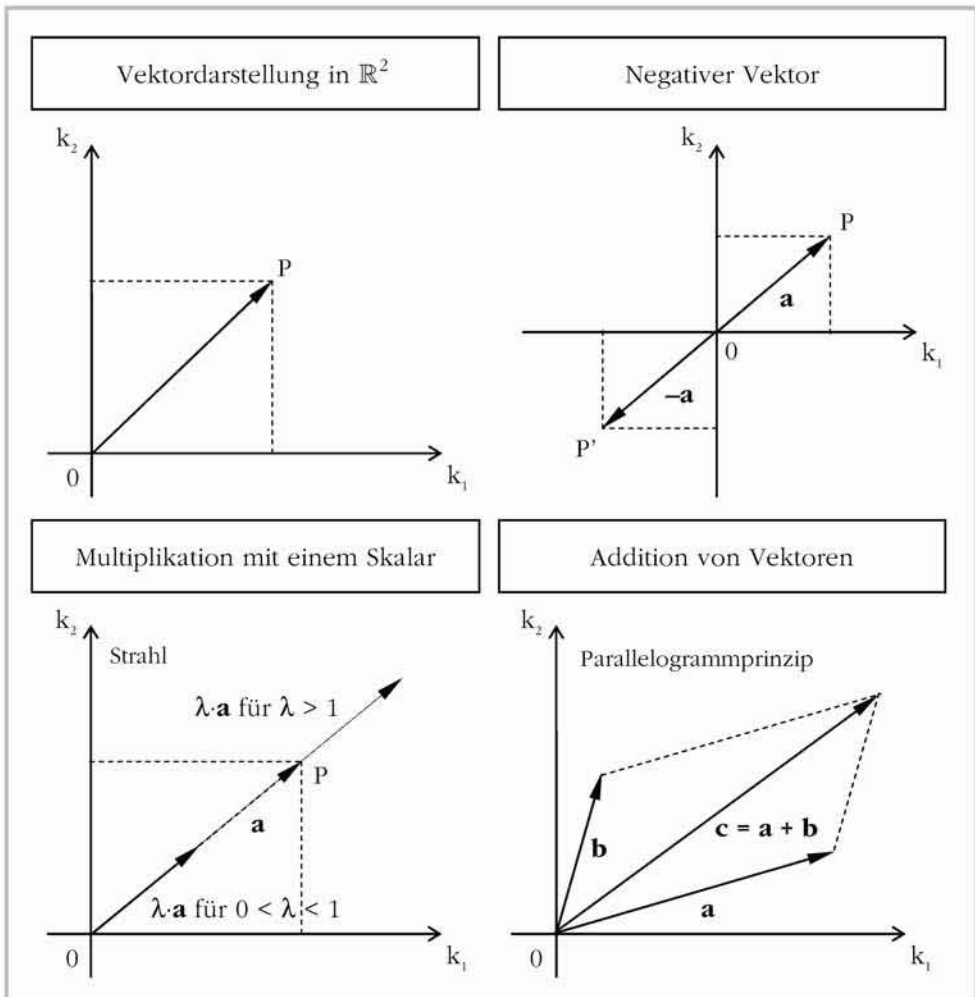 Vektordarstellung in ℝ²
Negativer Vektor
k₂
P
0
k₁
k₂
P
a
0
k₁
–a
P'
Multiplikation mit einem Skalar
Addition von Vektoren
k₂
Strahl
λ·a für λ > 1
P
a
λ·a für 0 < λ < 1
0
k₁
k₂
Parallelogrammprinzip
c = a + b
b
a
0
k₁